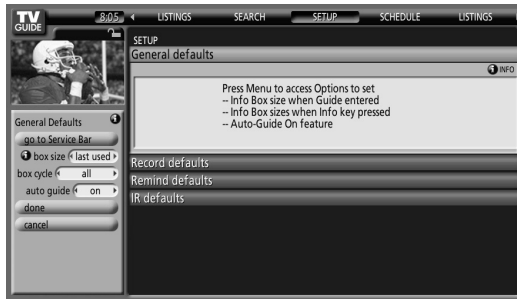 TV
GUIDE
8:05
LISTINGS SEARCH SETUP SCHEDULE LISTINGS
SETUP
General defaults
i INFO
Press Menu to access Options to set
-- Info Box size when Guide entered
-- Info Box sizes when Info key pressed
-- Auto-Guide On feature
Record defaults
Remind defaults
IR defaults
General Defaults i
go to Service Bar
i box size last used
box cycle all
auto guide on
done
cancel